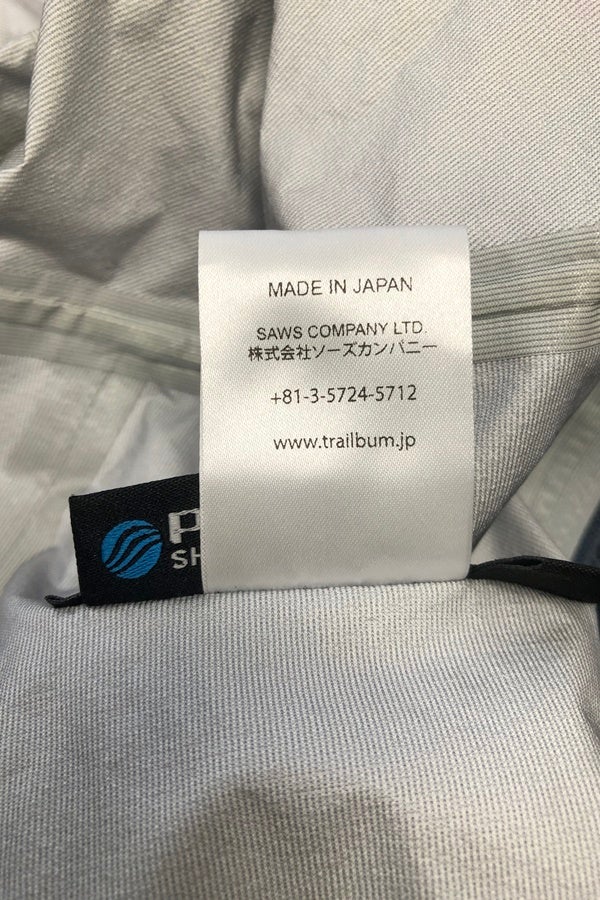 MADE IN JAPAN
SAWS COMPANY LTD.
株式会社ソーズカンパニー
+81-3-5724-5712
www.trailbum.jp